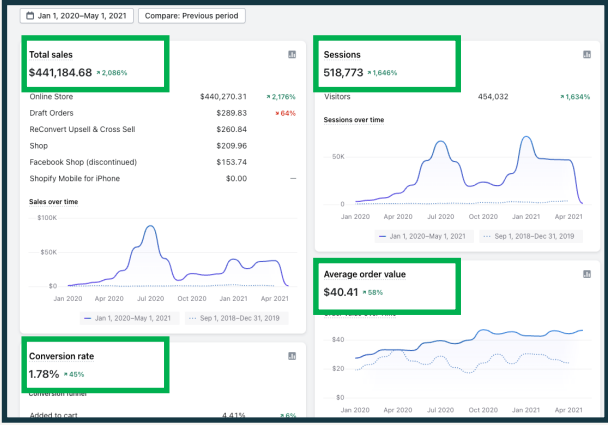 Jan 1, 2020–May 1, 2021 Compare: Previous period
Total sales
$441,184.68 ↗ 2,086%
Online Store $440,270.31 ↗ 2,176%
Draft Orders $289.83 ↗ 64%
ReConvert Upsell & Cross Sell $260.84
Shop $209.96
Facebook Shop (discontinued) $153.74
Shopify Mobile for iPhone $0.00 —
Sales over time
$100K
$50K
$0
Jan 2020 Apr 2020 Jul 2020 Oct 2020 Jan 2021 Apr 2021
Jan 1, 2020–May 1, 2021 Sep 1, 2018–Dec 31, 2019
Conversion rate
1.78% ↗ 45%
Conversion funnel
Added to cart 4.41% ↗ 6%
Sessions
518,773 ↗ 1,646%
Visitors 454,032 ↗ 1,634%
Sessions over time
50K
0
Jan 2020 Apr 2020 Jul 2020 Oct 2020 Jan 2021 Apr 2021
Jan 1, 2020–May 1, 2021 Sep 1, 2018–Dec 31, 2019
Average order value
$40.41 ↗ 58%
Order value over time
$40
$20
$0
Jan 2020 Apr 2020 Jul 2020 Oct 2020 Jan 2021 Apr 2021